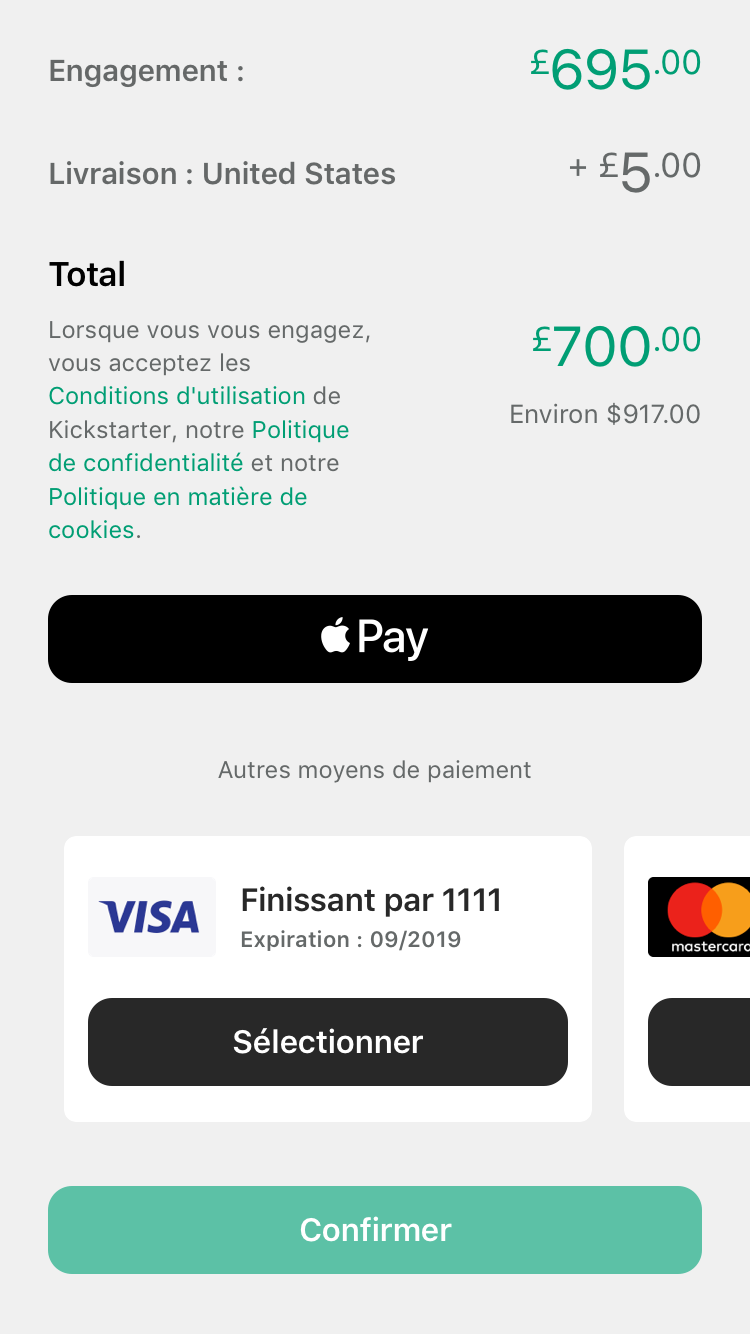 Engagement : £695.00
Livraison : United States + £5.00
Total
Lorsque vous vous engagez,
vous acceptez les
Conditions d'utilisation de
Kickstarter, notre Politique
de confidentialité et notre
Politique en matière de
cookies.
£700.00
Environ $917.00
Pay
Autres moyens de paiement
VISA
Finissant par 1111
Expiration : 09/2019
Sélectionner
mastercard
Confirmer